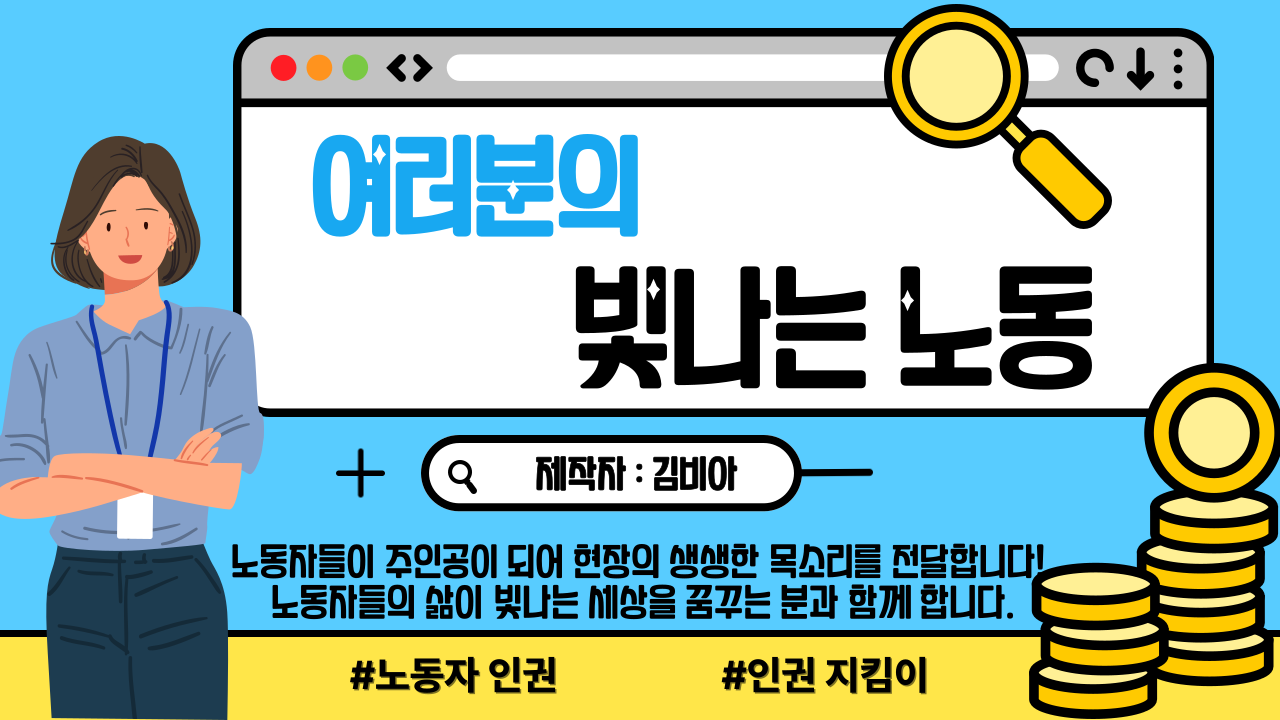 여러분의
빛나는 노동
제작자 : 김비아
노동자들이 주인공이 되어 현장의 생생한 목소리를 전달합니다!
노동자들의 삶이 빛나는 세상을 꿈꾸는 분과 함께 합니다.
#노동자 인권
#인권 지킴이